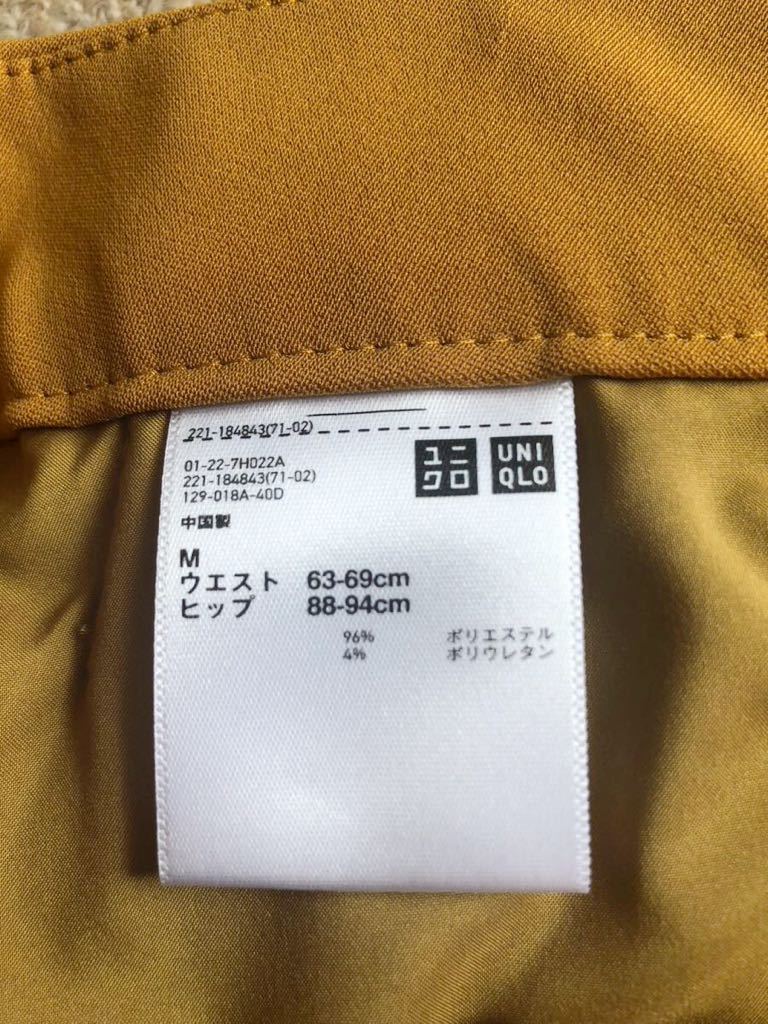 221-184843(71-02)
01-22-7H022A
221-184843(71-02)
129-018A-40D
ユニクロ
UNIQLO
中国製
M
ウエスト 63-69cm
ヒップ 88-94cm
96% ポリエステル
4% ポリウレタン